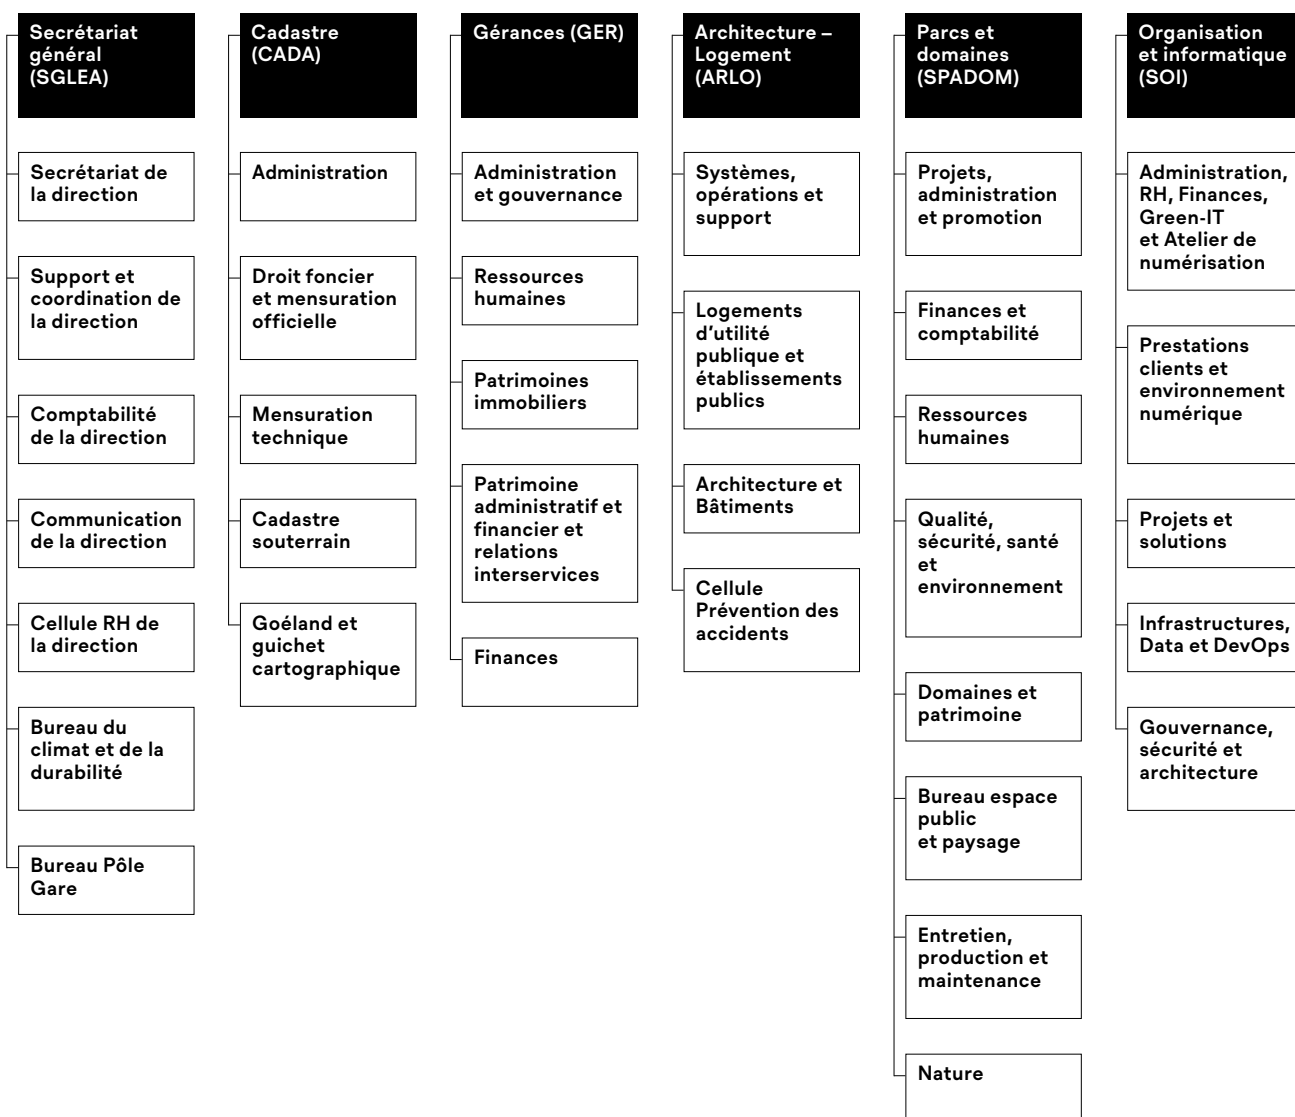 Secrétariat
général
(SGLEA)
Secrétariat de
la direction
Support et
coordination de
la direction
Comptabilité
de la direction
Communication
de la direction
Cellule RH de
la direction
Bureau du
climat et de la
durabilité
Bureau Pôle
Gare
Cadastre
(CADA)
Administration
Droit foncier
et mensuration
officielle
Mensuration
technique
Cadastre
souterrain
Goéland et
guichet
cartographique
Gérances (GER)
Administration
et gouvernance
Ressources
humaines
Patrimoines
immobiliers
Patrimoine
administratif et
financier et
relations
interservices
Finances
Architecture –
Logement
(ARLO)
Systèmes,
opérations et
support
Logements
d’utilité
publique et
établissements
publics
Architecture et
Bâtiments
Cellule
Prévention des
accidents
Parcs et
domaines
(SPADOM)
Projets,
administration
et promotion
Finances et
comptabilité
Ressources
humaines
Qualité,
sécurité, santé
et
environnement
Domaines et
patrimoine
Bureau espace
public
et paysage
Entretien,
production et
maintenance
Nature
Organisation
et informatique
(SOI)
Administration,
RH, Finances,
Green-IT
et Atelier de
numérisation
Prestations
clients et
environnement
numérique
Projets et
solutions
Infrastructures,
Data et DevOps
Gouvernance,
sécurité et
architecture